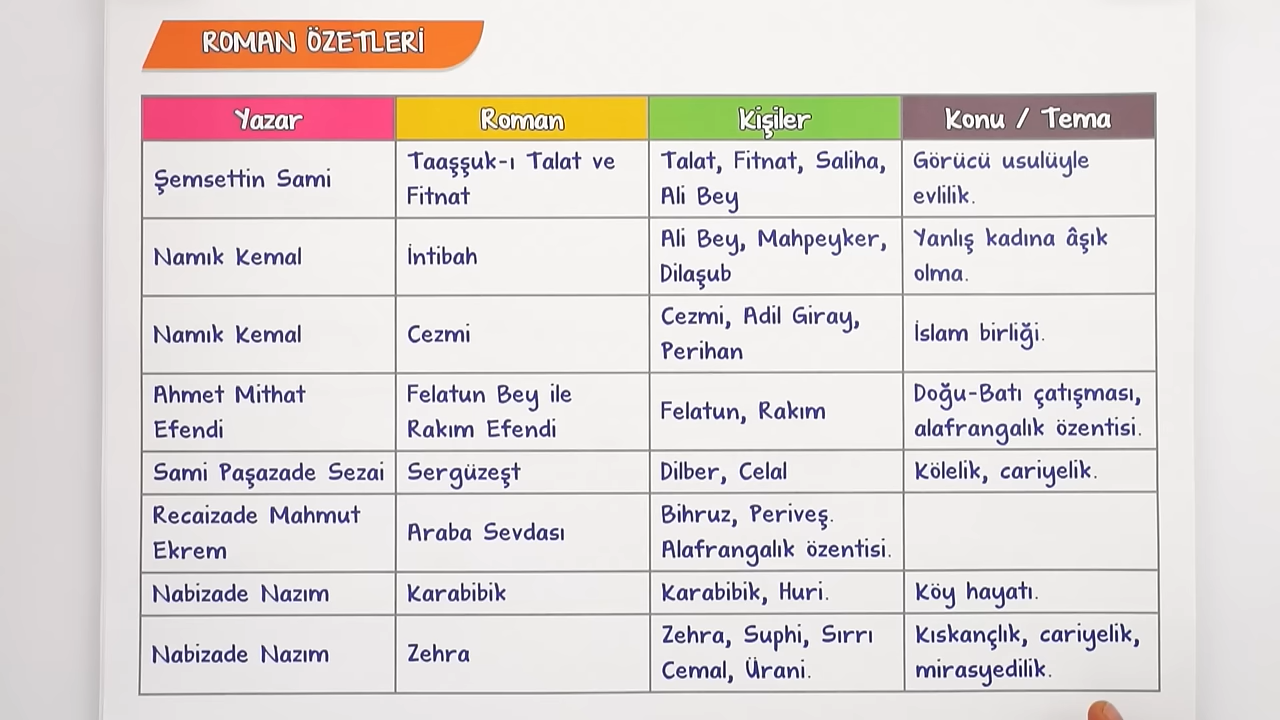 ROMAN ÖZETLERİ
Yazar Roman Kişiler Konu / Tema
Şemsettin Sami
Taaşşuk-ı Talat ve
Fitnat
Talat, Fitnat, Saliha,
Ali Bey
Görücü usulüyle
evlilik.
Namık Kemal
İntibah
Ali Bey, Mahpeyker,
Dilaşub
Yanlış kadına âşık
olma.
Namık Kemal
Cezmi
Cezmi, Adil Giray,
Perihan
İslam birliği.
Ahmet Mithat
Efendi
Felatun Bey ile
Rakım Efendi
Felatun, Rakım
Doğu-Batı çatışması,
alafrangalık özentisi.
Sami Paşazade Sezai
Sergüzeşt
Dilber, Celal
Kölelik, cariyelik.
Recaizade Mahmut
Ekrem
Araba Sevdası
Bihruz, Periveş.
Alafrangalık özentisi.
Nabizade Nazım
Karabibik
Karabibik, Huri.
Köy hayatı.
Nabizade Nazım
Zehra
Zehra, Suphi, Sırrı
Cemal, Ürani.
Kıskançlık, cariyelik,
mirasyedilik.